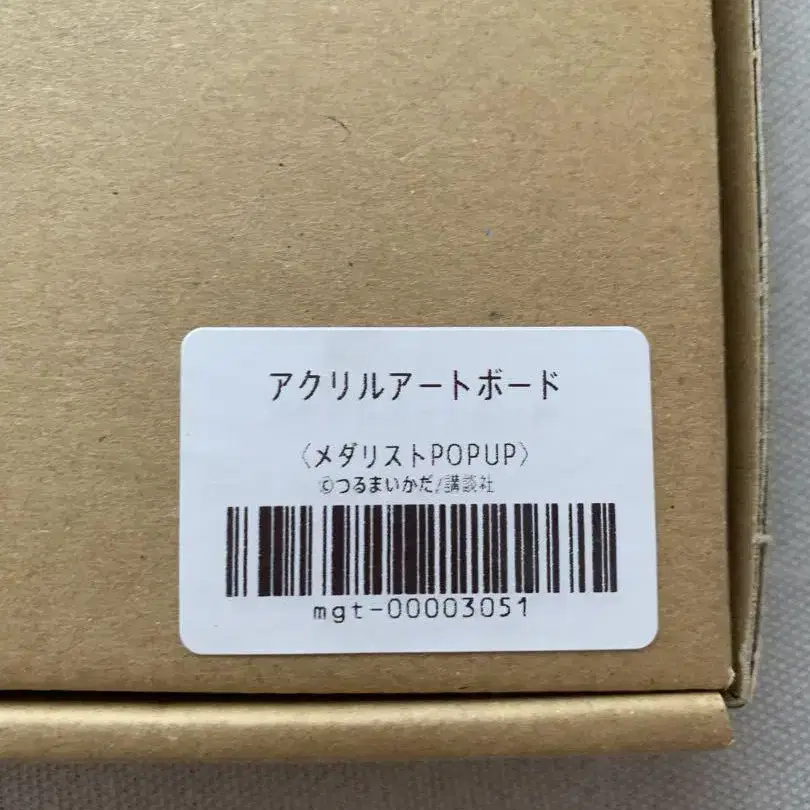 アクリルアートボード
〈メダリストPOPUP〉
©つるまいかだ/講談社
mgt-00003051